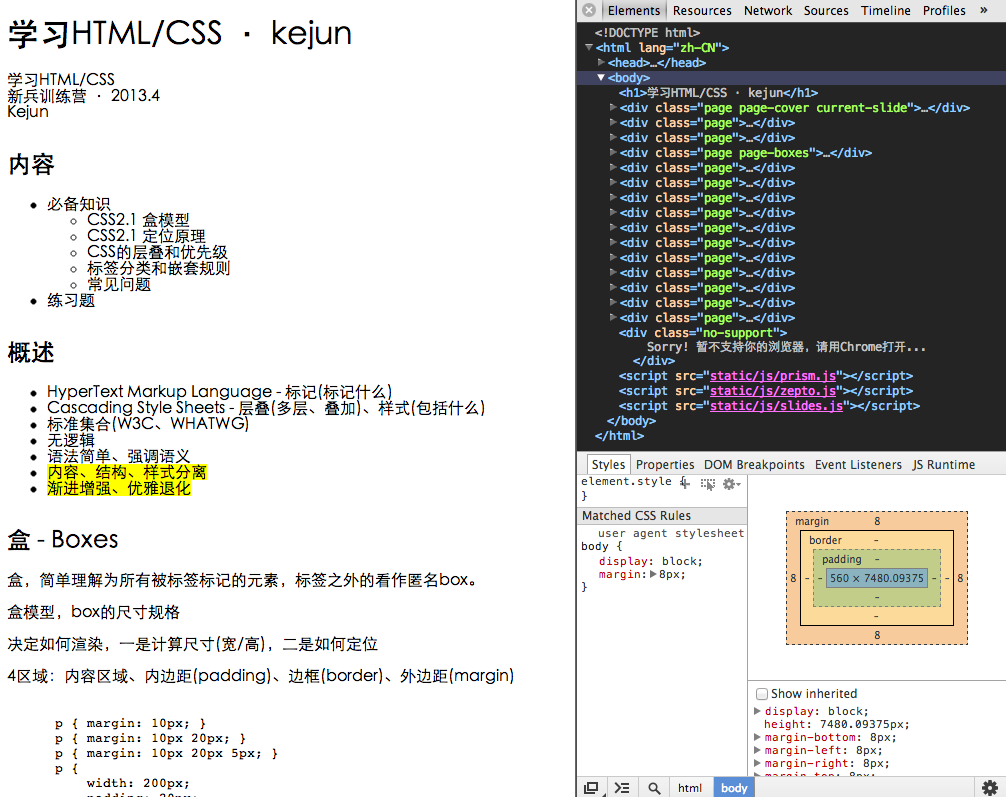 学习HTML/CSS · kejun
学习HTML/CSS
新兵训练营 · 2013.4
Kejun
内容
必备知识
CSS2.1 盒模型
CSS2.1 定位原理
CSS的层叠和优先级
标签分类和嵌套规则
常见问题
练习题
概述
HyperText Markup Language - 标记(标记什么)
Cascading Style Sheets - 层叠(多层、叠加)、样式(包括什么)
标准集合(W3C、WHATWG)
无逻辑
语法简单、强调语义
内容、结构、样式分离
渐进增强、优雅退化
盒 - Boxes
盒，简单理解为所有被标签标记的元素，标签之外的看作匿名box。
盒模型，box的尺寸规格
决定如何渲染，一是计算尺寸(宽/高)，二是如何定位
4区域：内容区域、内边距(padding)、边框(border)、外边距(margin)
p { margin: 10px; }
p { margin: 10px 20px; }
p { margin: 10px 20px 5px; }
p {
width: 200px;
Elements Resources Network Sources Timeline Profiles »
<!DOCTYPE html>
<html lang="zh-CN">
<head>…</head>
<body>
<h1>学习HTML/CSS · kejun</h1>
<div class="page page-cover current-slide">…</div>
<div class="page">…</div>
<div class="page">…</div>
<div class="page page-boxes">…</div>
<div class="page">…</div>
<div class="page">…</div>
<div class="page">…</div>
<div class="page">…</div>
<div class="page">…</div>
<div class="page">…</div>
<div class="page">…</div>
<div class="page">…</div>
<div class="page">…</div>
<div class="page">…</div>
<div class="page">…</div>
<div class="no-support">
Sorry! 暂不支持你的浏览器，请用Chrome打开...
</div>
<script src="static/js/prism.js"></script>
<script src="static/js/zepto.js"></script>
<script src="static/js/slides.js"></script>
</body>
</html>
Styles Properties DOM Breakpoints Event Listeners JS Runtime
element.style {
}
Matched CSS Rules
user agent stylesheet
body {
display: block;
margin: 8px;
}
margin 8
border -
padding -
8 - - 560 × 7480.09375 - - 8
-
-
8
Show inherited
display: block;
height: 7480.09375px;
margin-bottom: 8px;
margin-left: 8px;
margin-right: 8px;
margin-top: 8px;
html body